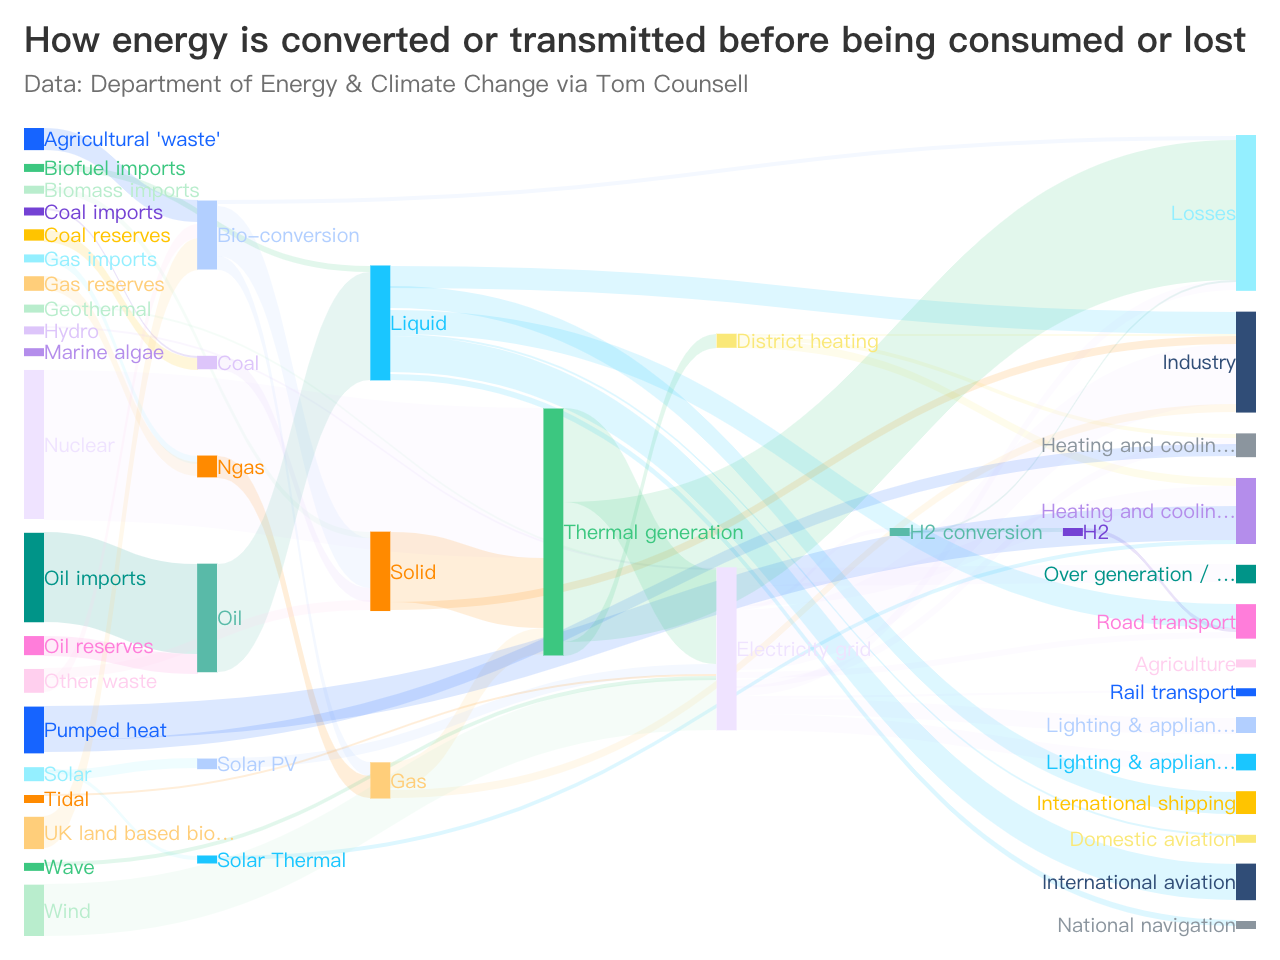 How energy is converted or transmitted before being consumed or lost
Data: Department of Energy & Climate Change via Tom Counsell
Agricultural 'waste'
Biofuel imports
Biomass imports
Coal imports
Coal reserves
Gas imports
Gas reserves
Geothermal
Hydro
Marine algae
Nuclear
Oil imports
Oil reserves
Other waste
Pumped heat
Solar
Tidal
UK land based bio...
Wave
Wind
Bio-conversion
Coal
Ngas
Oil
Solar PV
Solar Thermal
Liquid
Solid
Gas
Thermal generation
District heating
Electricity grid
H2 conversion
H2
Losses
Industry
Heating and coolin...
Heating and coolin...
Over generation / ...
Road transport
Agriculture
Rail transport
Lighting & applian...
Lighting & applian...
International shipping
Domestic aviation
International aviation
National navigation